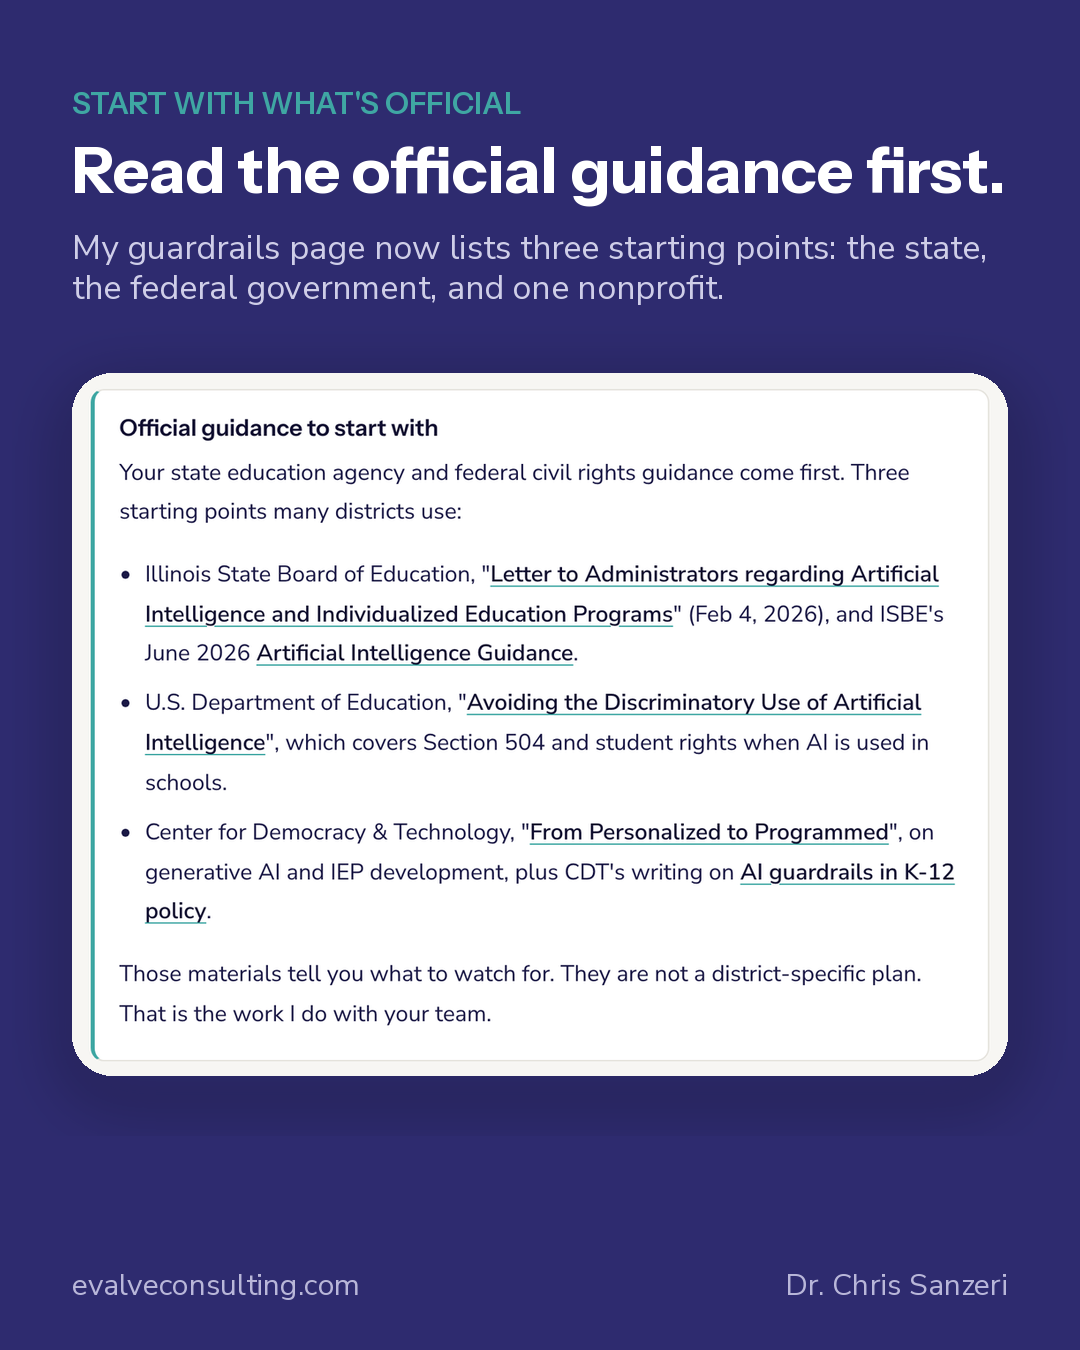 START WITH WHAT'S OFFICIAL
Read the official guidance first.
My guardrails page now lists three starting points: the state,
the federal government, and one nonprofit.
Official guidance to start with
Your state education agency and federal civil rights guidance come first. Three
starting points many districts use:
• Illinois State Board of Education, "Letter to Administrators regarding Artificial
Intelligence and Individualized Education Programs" (Feb 4, 2026), and ISBE's
June 2026 Artificial Intelligence Guidance.
• U.S. Department of Education, "Avoiding the Discriminatory Use of Artificial
Intelligence", which covers Section 504 and student rights when AI is used in
schools.
• Center for Democracy & Technology, "From Personalized to Programmed", on
generative AI and IEP development, plus CDT's writing on AI guardrails in K-12
policy.
Those materials tell you what to watch for. They are not a district-specific plan.
That is the work I do with your team.
evalveconsulting.com
Dr. Chris Sanzeri